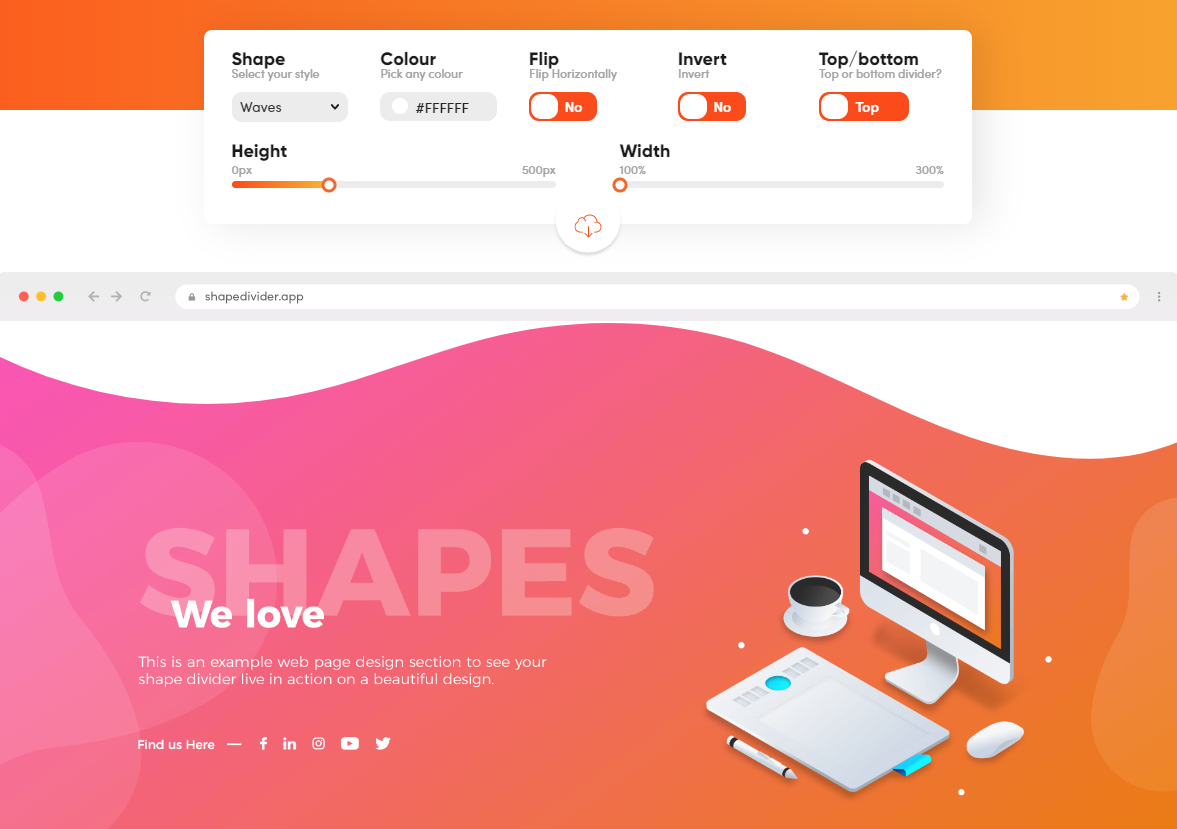 Shape
Select your style
Waves
Colour
Pick any colour
#FFFFFF
Flip
Flip Horizontally
No
Invert
Invert
No
Top/bottom
Top or bottom divider?
Top
Height
0px 500px
Width
100% 300%
shapedivider.app
SHAPES
We love
This is an example web page design section to see your
shape divider live in action on a beautiful design.
Find us Here